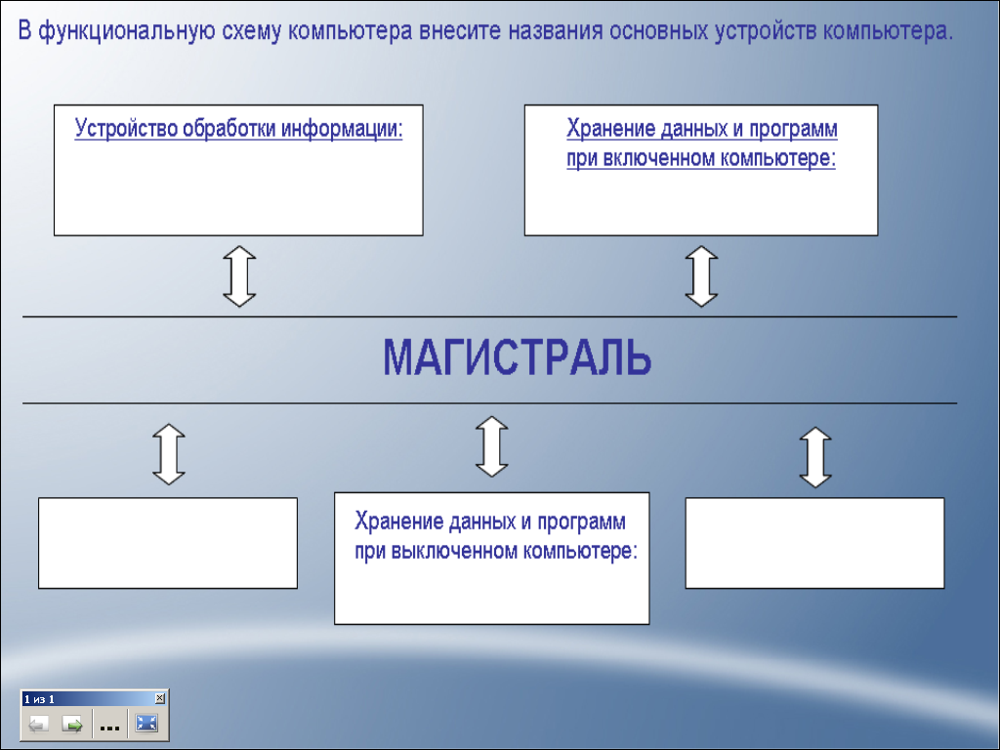 В функциональную схему компьютера внесите названия основных устройств компьютера.
Устройство обработки информации:
Хранение данных и программ
при включенном компьютере:
МАГИСТРАЛЬ
Хранение данных и программ
при выключенном компьютере:
1 из 1
...